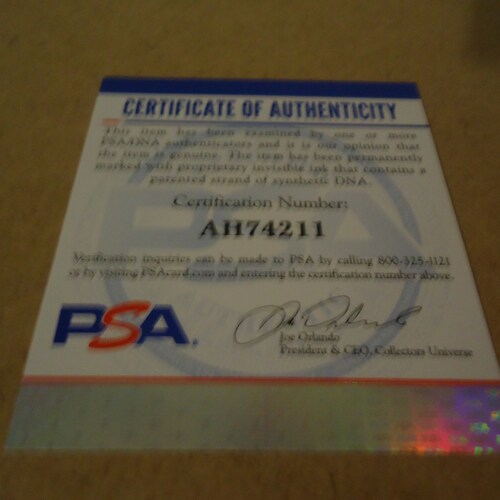 CERTIFICATE OF AUTHENTICITY
This item has been examined by one or more
PSA/DNA authenticators and it is our opinion that
the item is genuine. The item has been permanently
marked with proprietary invisible ink that contains a
patented strand of synthetic DNA.
Certification Number:
AH74211
Verification inquiries can be made to PSA by calling 800-325-1121
or by visiting PSAcard.com and entering the certification number above.
PSA.
Joe Orlando
President & CEO, Collectors Universe